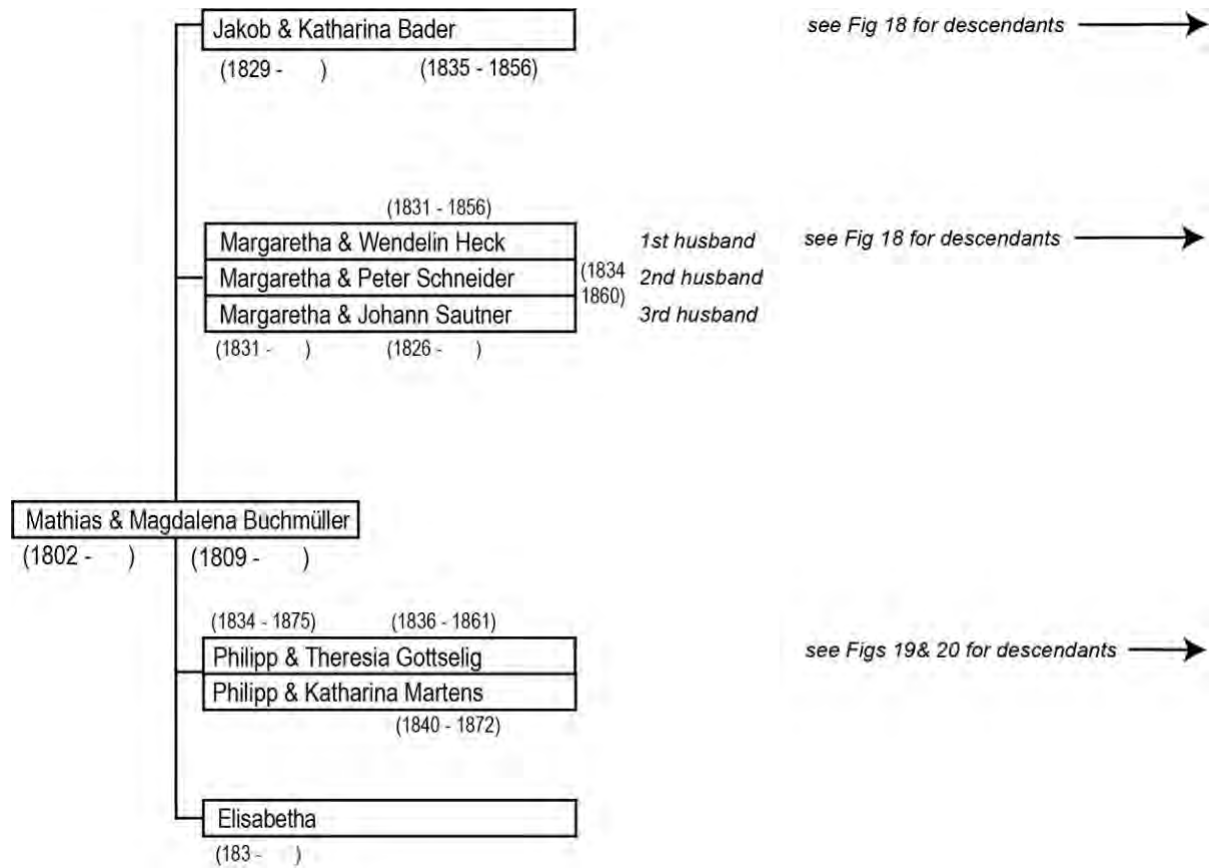 Jakob & Katharina Bader see Fig 18 for descendants
(1829 - ) (1835 - 1856)
(1831 - 1856)
Margaretha & Wendelin Heck 1st husband see Fig 18 for descendants
Margaretha & Peter Schneider (1834 1860) 2nd husband
Margaretha & Johann Sautner 3rd husband
(1831 - ) (1826 - )
Mathias & Magdalena Buchmüller
(1802 - ) (1809 - )
(1834 - 1875) (1836 - 1861)
Philipp & Theresia Gottselig see Figs 19& 20 for descendants
Philipp & Katharina Martens
(1840 - 1872)
Elisabetha
(183 - )